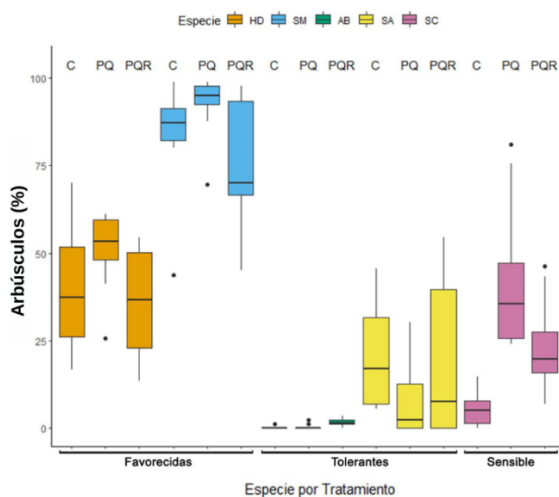 Especie HD SM AB SA SC
C PQ PQR C PQ PQR C PQ PQR C PQ PQR C PQ PQR
100
75
50
25
0
Arbúsculos (%)
Favorecidas Tolerantes Sensible
Especie por Tratamiento